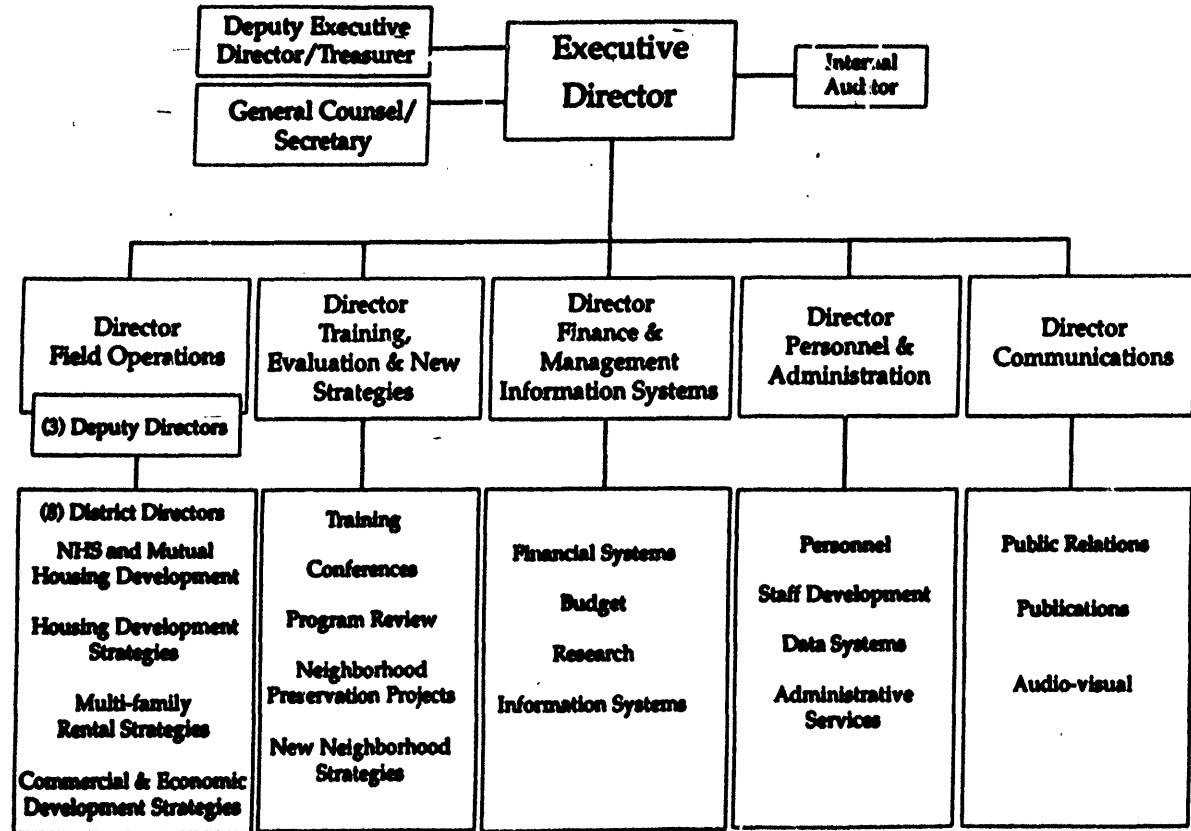 Deputy Executive
Director/Treasurer
General Counsel/
Secretary
Executive
Director
Internal
Auditor
Director
Field Operations
(3) Deputy Directors
Director
Training,
Evaluation & New
Strategies
Director
Finance &
Management
Information Systems
Director
Personnel &
Administration
Director
Communications
(8) District Directors
NHS and Mutual
Housing Development
Housing Development
Strategies
Multi-family
Rental Strategies
Commercial & Economic
Development Strategies
Training
Conferences
Program Review
Neighborhood
Preservation Projects
New Neighborhood
Strategies
Financial Systems
Budget
Research
Information Systems
Personnel
Staff Development
Data Systems
Administrative
Services
Public Relations
Publications
Audio-visual